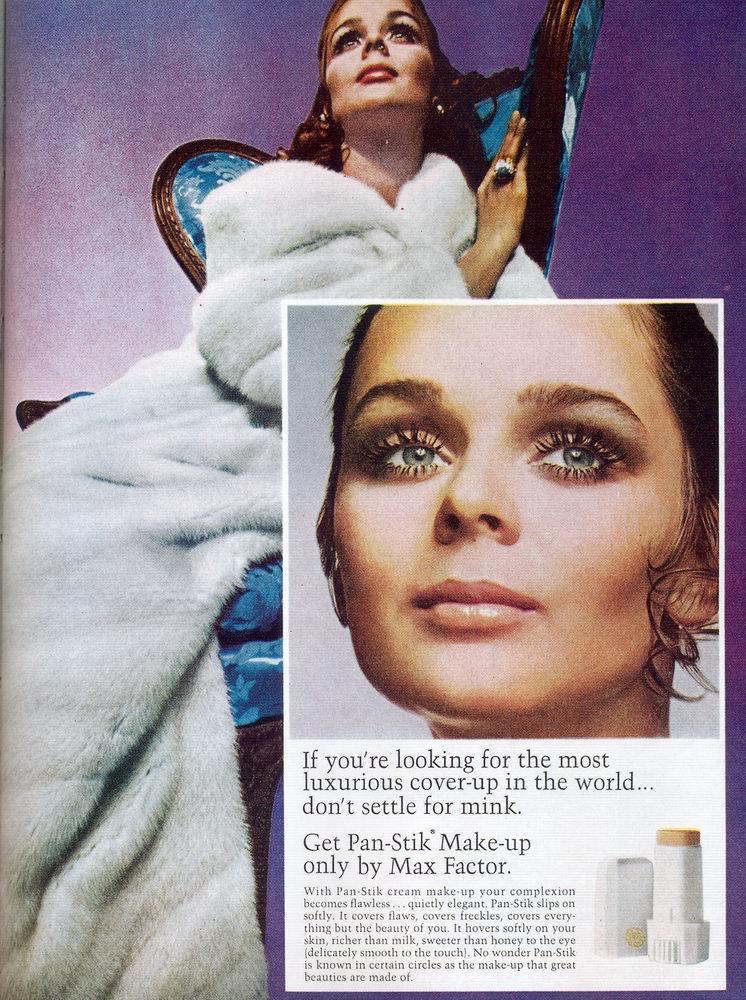 If you're looking for the most
luxurious cover-up in the world...
don't settle for mink.
Get Pan-Stik® Make-up
only by Max Factor.
With Pan-Stik cream make-up your complexion
becomes flawless... quietly elegant. Pan-Stik slips on
softly. It covers flaws, covers freckles, covers every-
thing but the beauty of you. It hovers softly on your
skin, richer than milk, sweeter than honey to the eye
(delicately smooth to the touch). No wonder Pan-Stik
is known in certain circles as the make-up that great
beauties are made of.